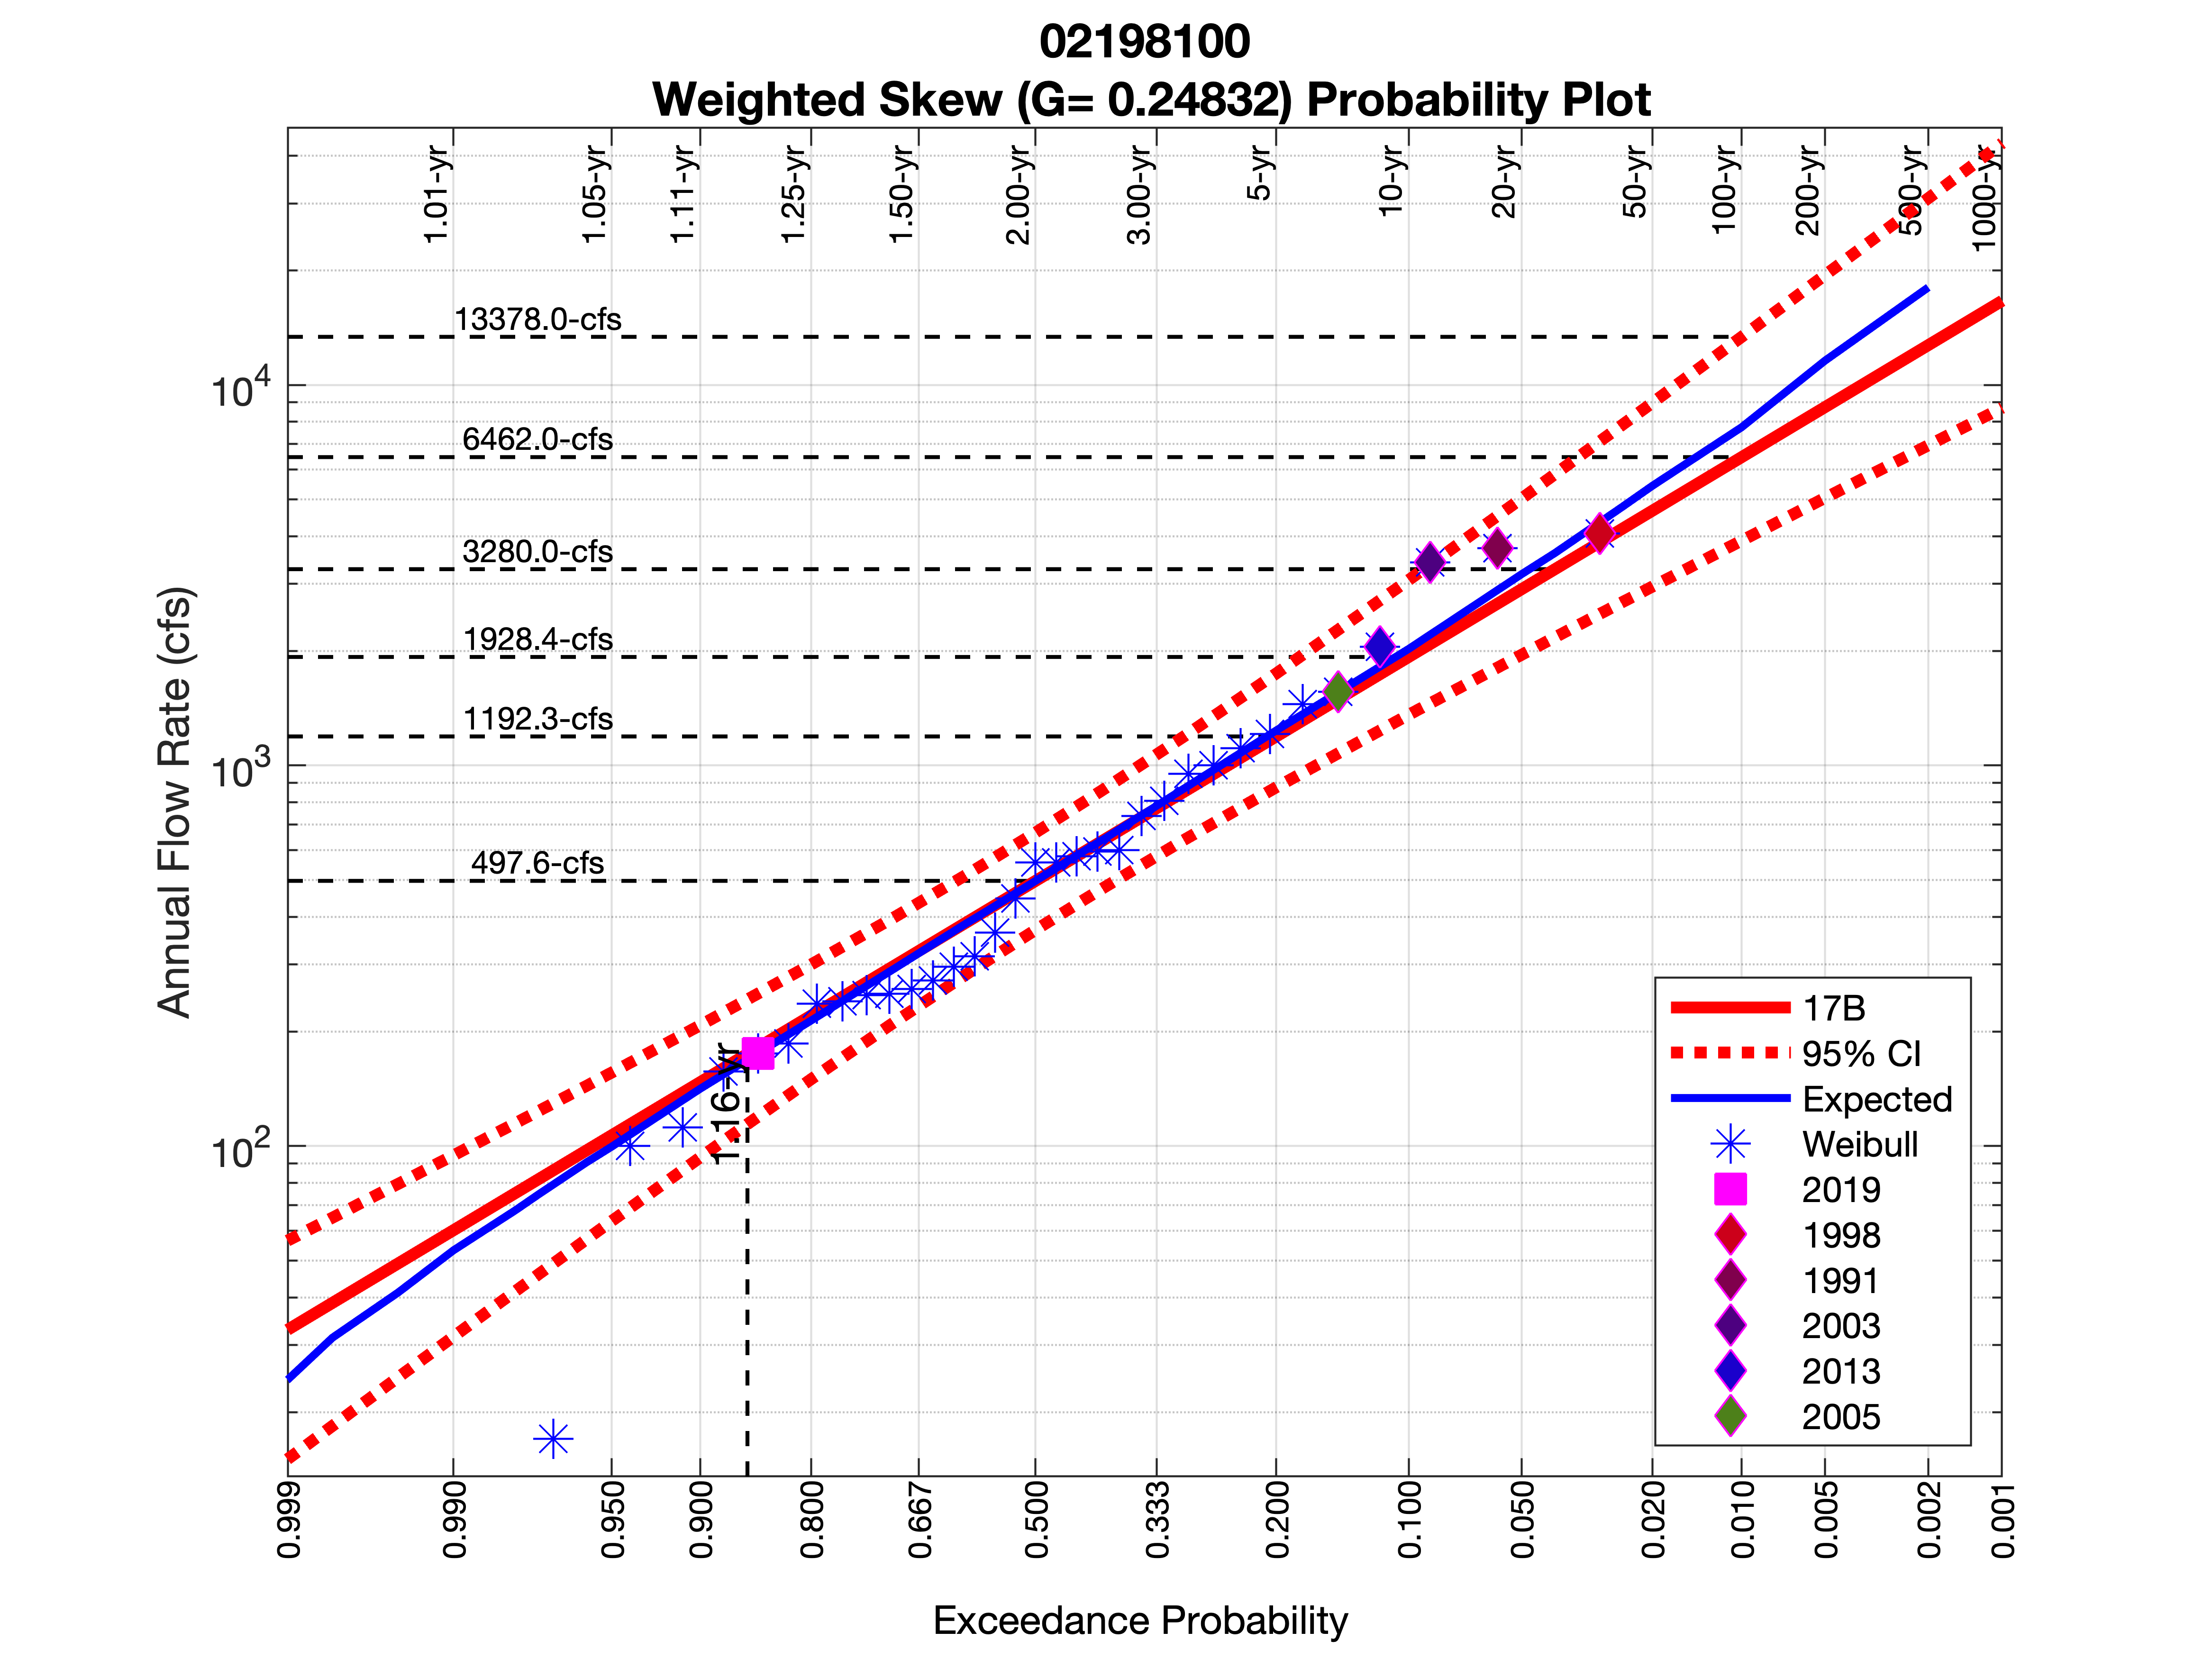 02198100
Weighted Skew (G= 0.24832) Probability Plot
1.01-yr
1.05-yr
1.11-yr
1.25-yr
1.50-yr
2.00-yr
3.00-yr
5-yr
10-yr
20-yr
50-yr
100-yr
200-yr
500-yr
1000-yr
13378.0-cfs
6462.0-cfs
3280.0-cfs
1928.4-cfs
1192.3-cfs
497.6-cfs
1.16-yr
10^4
10^3
10^2
Annual Flow Rate (cfs)
17B
95% CI
Expected
Weibull
2019
1998
1991
2003
2013
2005
0.999
0.990
0.950
0.900
0.800
0.667
0.500
0.333
0.200
0.100
0.050
0.020
0.010
0.005
0.002
0.001
Exceedance Probability